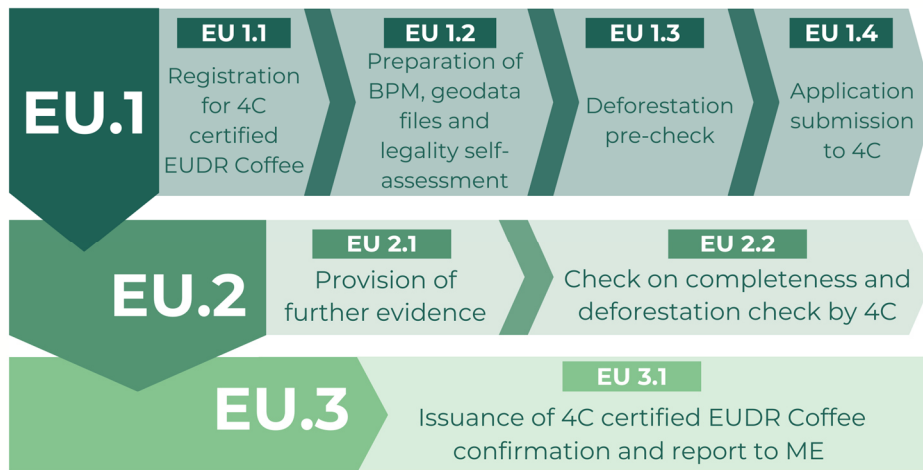 EU.1
EU 1.1
Registration
for 4C
certified
EUDR Coffee
EU 1.2
Preparation of
BPM, geodata
files and
legality self-
assessment
EU 1.3
Deforestation
pre-check
EU 1.4
Application
submission
to 4C
EU.2
EU 2.1
Provision of
further evidence
EU 2.2
Check on completeness and
deforestation check by 4C
EU.3
EU 3.1
Issuance of 4C certified EUDR Coffee
confirmation and report to ME